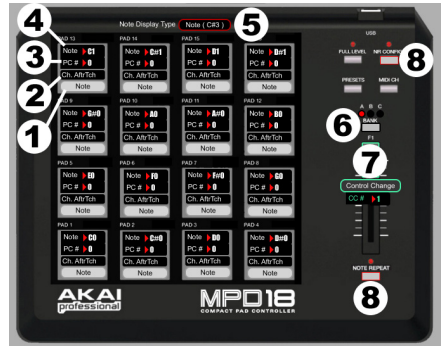 Note Display Type Note ( C#3 ) 5
USB
4 PAD 13 PAD 14 PAD 15
FULL LEVEL NR CONFIG
3 Note C1 Note C#1 Note D1 Note D#1
PC # 0 PC # 0 PC # 0 PC # 0
2 Ch. AftrTch Ch. AftrTch Ch. AftrTch Ch. AftrTch
Note Note Note Note
8
PRESETS MIDI CH
1 PAD 9 PAD 10 PAD 11 PAD 12
Note G#0 Note A0 Note A#0 Note B0
PC # 0 PC # 0 PC # 0 PC # 0
Ch. AftrTch Ch. AftrTch Ch. AftrTch Ch. AftrTch
Note Note Note Note
A B C
6 BANK
F1
7
PAD 5 PAD 6 PAD 7 PAD 8
Note E0 Note F0 Note F#0 Note G0
PC # 0 PC # 0 PC # 0 PC # 0
Ch. AftrTch Ch. AftrTch Ch. AftrTch Ch. AftrTch
Note Note Note Note
Control Change
CC # 1
PAD 1 PAD 2 PAD 3 PAD 4
Note C0 Note C#0 Note D0 Note D#0
PC # 0 PC # 0 PC # 0 PC # 0
Ch. AftrTch Ch. AftrTch Ch. AftrTch Ch. AftrTch
Note Note Note Note
NOTE REPEAT
8
AKAI
professional
MPD18
COMPACT PAD CONTROLLER